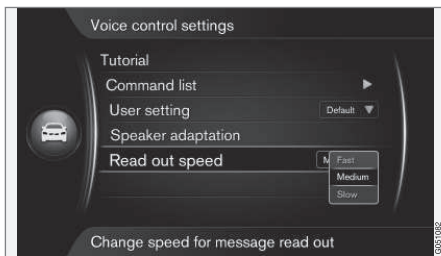 Voice control settings
Tutorial
Command list
User setting Default
Speaker adaptation
Read out speed M
Fast
Medium
Slow
Change speed for message read out
G051082